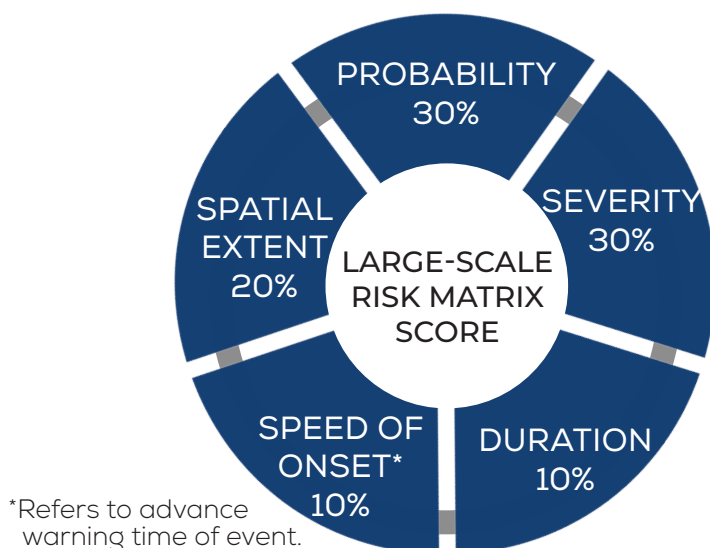 PROBABILITY
30%
SEVERITY
30%
DURATION
10%
SPEED OF
ONSET*
10%
SPATIAL
EXTENT
20%
LARGE-SCALE
RISK MATRIX
SCORE
*Refers to advance
warning time of event.